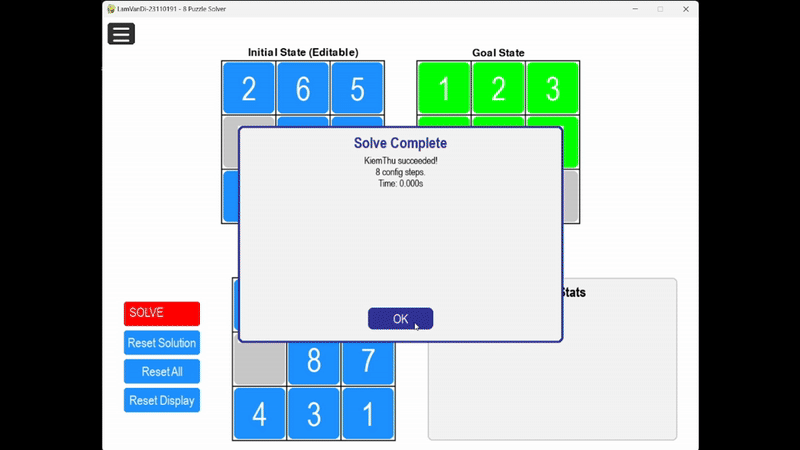 LamVanDi-23110191 - 8 Puzzle Solver
Initial State (Editable)
Goal State
2 6 5
1 2 3
Solve Complete
KiemThu succeeded!
8 config steps.
Time: 0.000s
OK
Stats
SOLVE
Reset Solution
Reset All
Reset Display
8 7
4 3 1